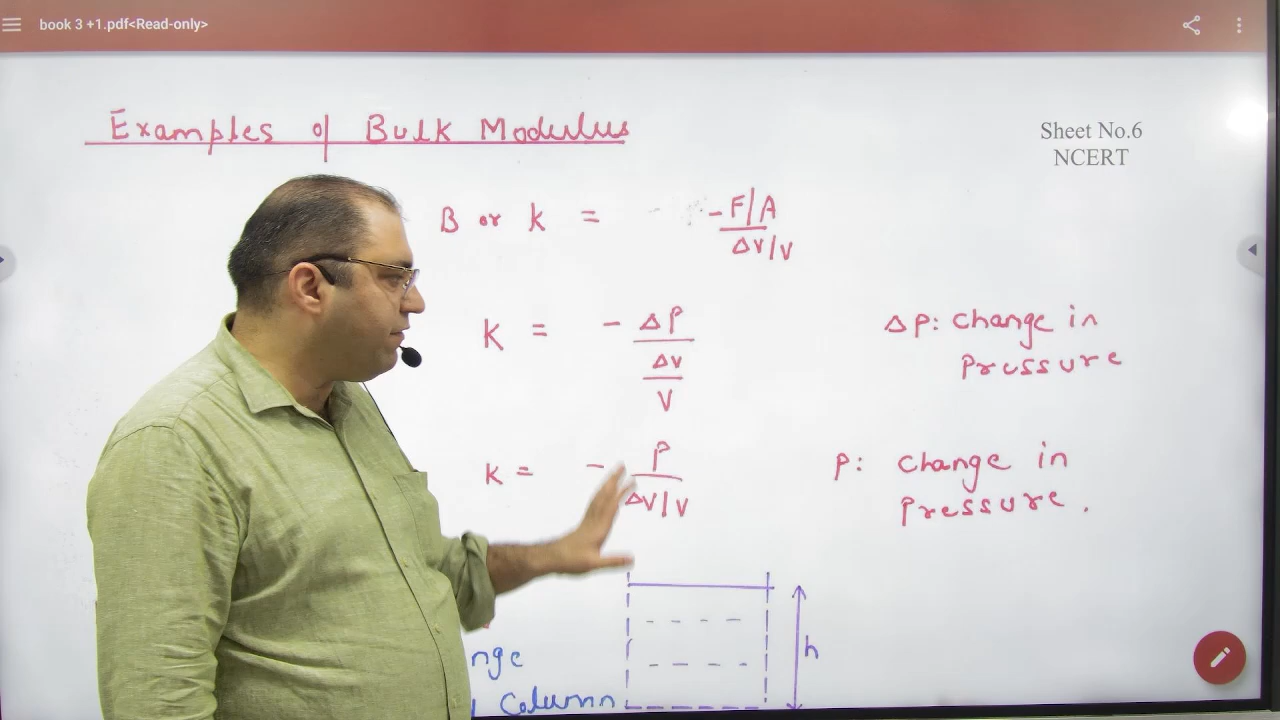 book 3 +1.pdf<Read-only>
Examples of Bulk Modulus
Sheet No.6
NCERT
B or k = -F/A
ΔV/V
k = - ΔP
ΔV
V
ΔP: Change in
Pressure
k = - P
ΔV/V
P: Change in
Pressure.
h
nge
Column